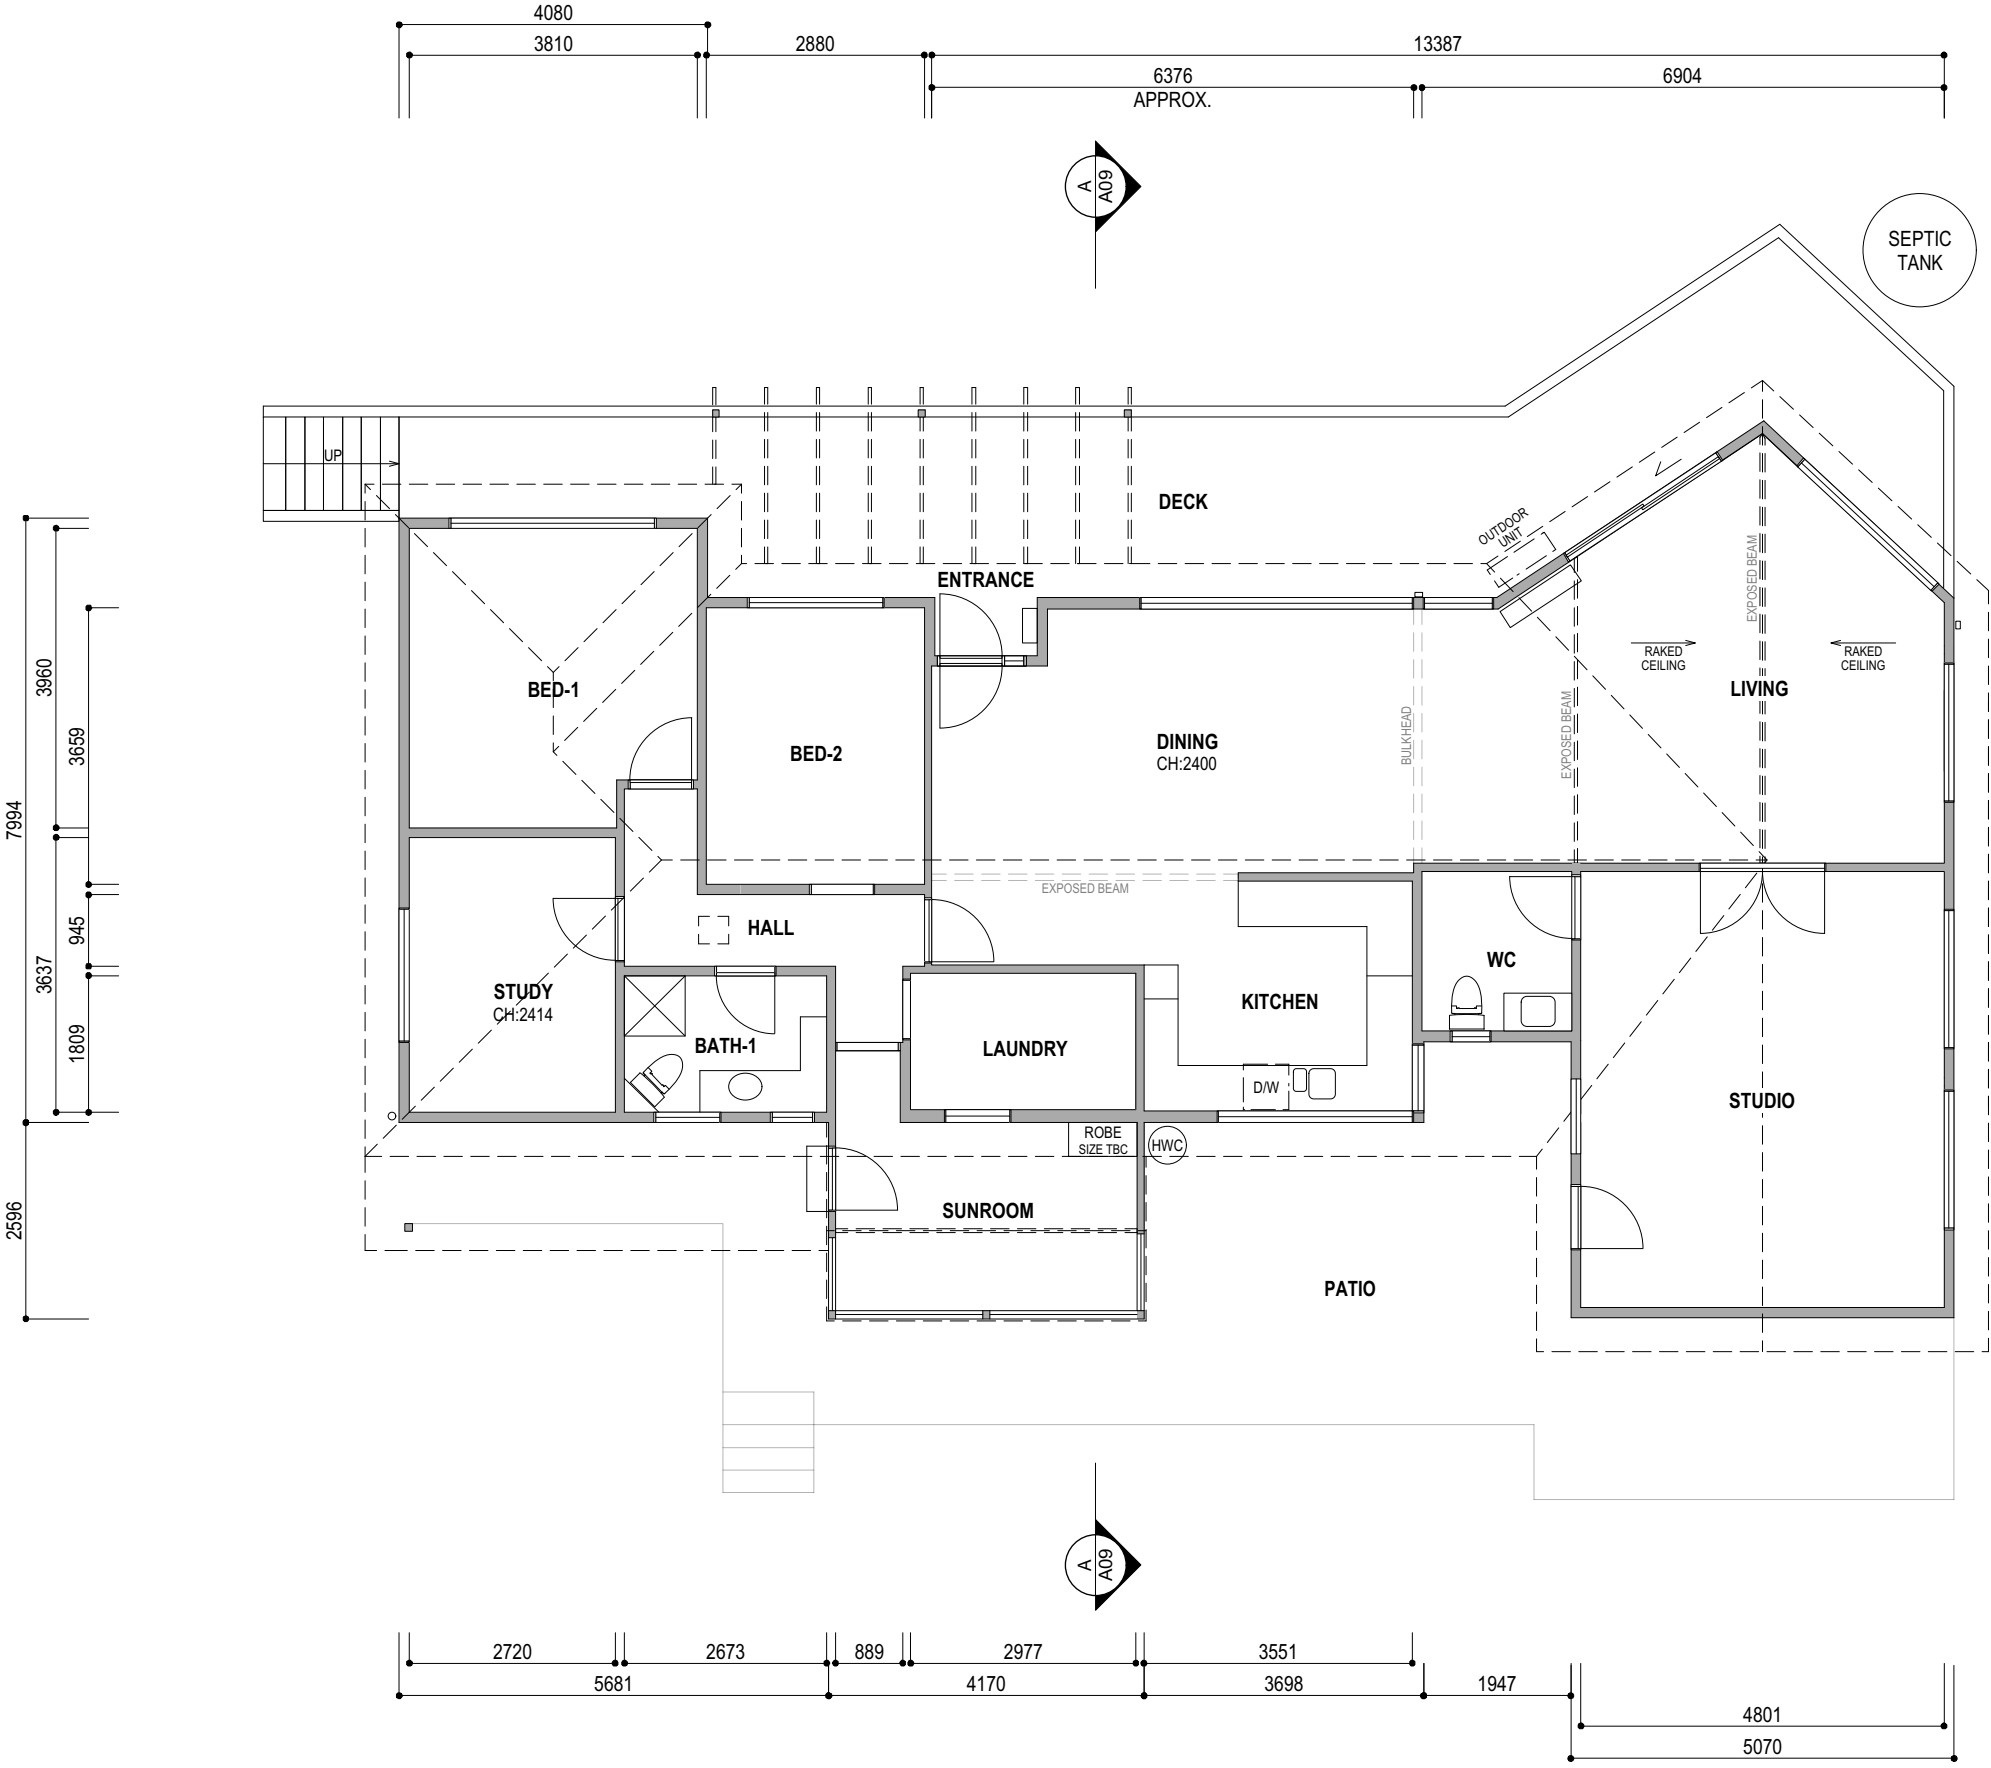 4080
3810
2880
13387
6376
APPROX.
6904
A
A09
SEPTIC
TANK
UP
DECK
OUTDOOR
UNIT
ENTRANCE
EXPOSED BEAM
RAKED
CEILING
RAKED
CEILING
BED-1
LIVING
BED-2
DINING
CH:2400
BULKHEAD
EXPOSED BEAM
EXPOSED BEAM
HALL
WC
STUDY
CH:2414
KITCHEN
BATH-1
LAUNDRY
D/W
STUDIO
ROBE
SIZE TBC
HWC
SUNROOM
PATIO
7994
2596
3960
3637
3659
945
1809
A
A09
2720
2673
889
2977
3551
5681
4170
3698
1947
4801
5070